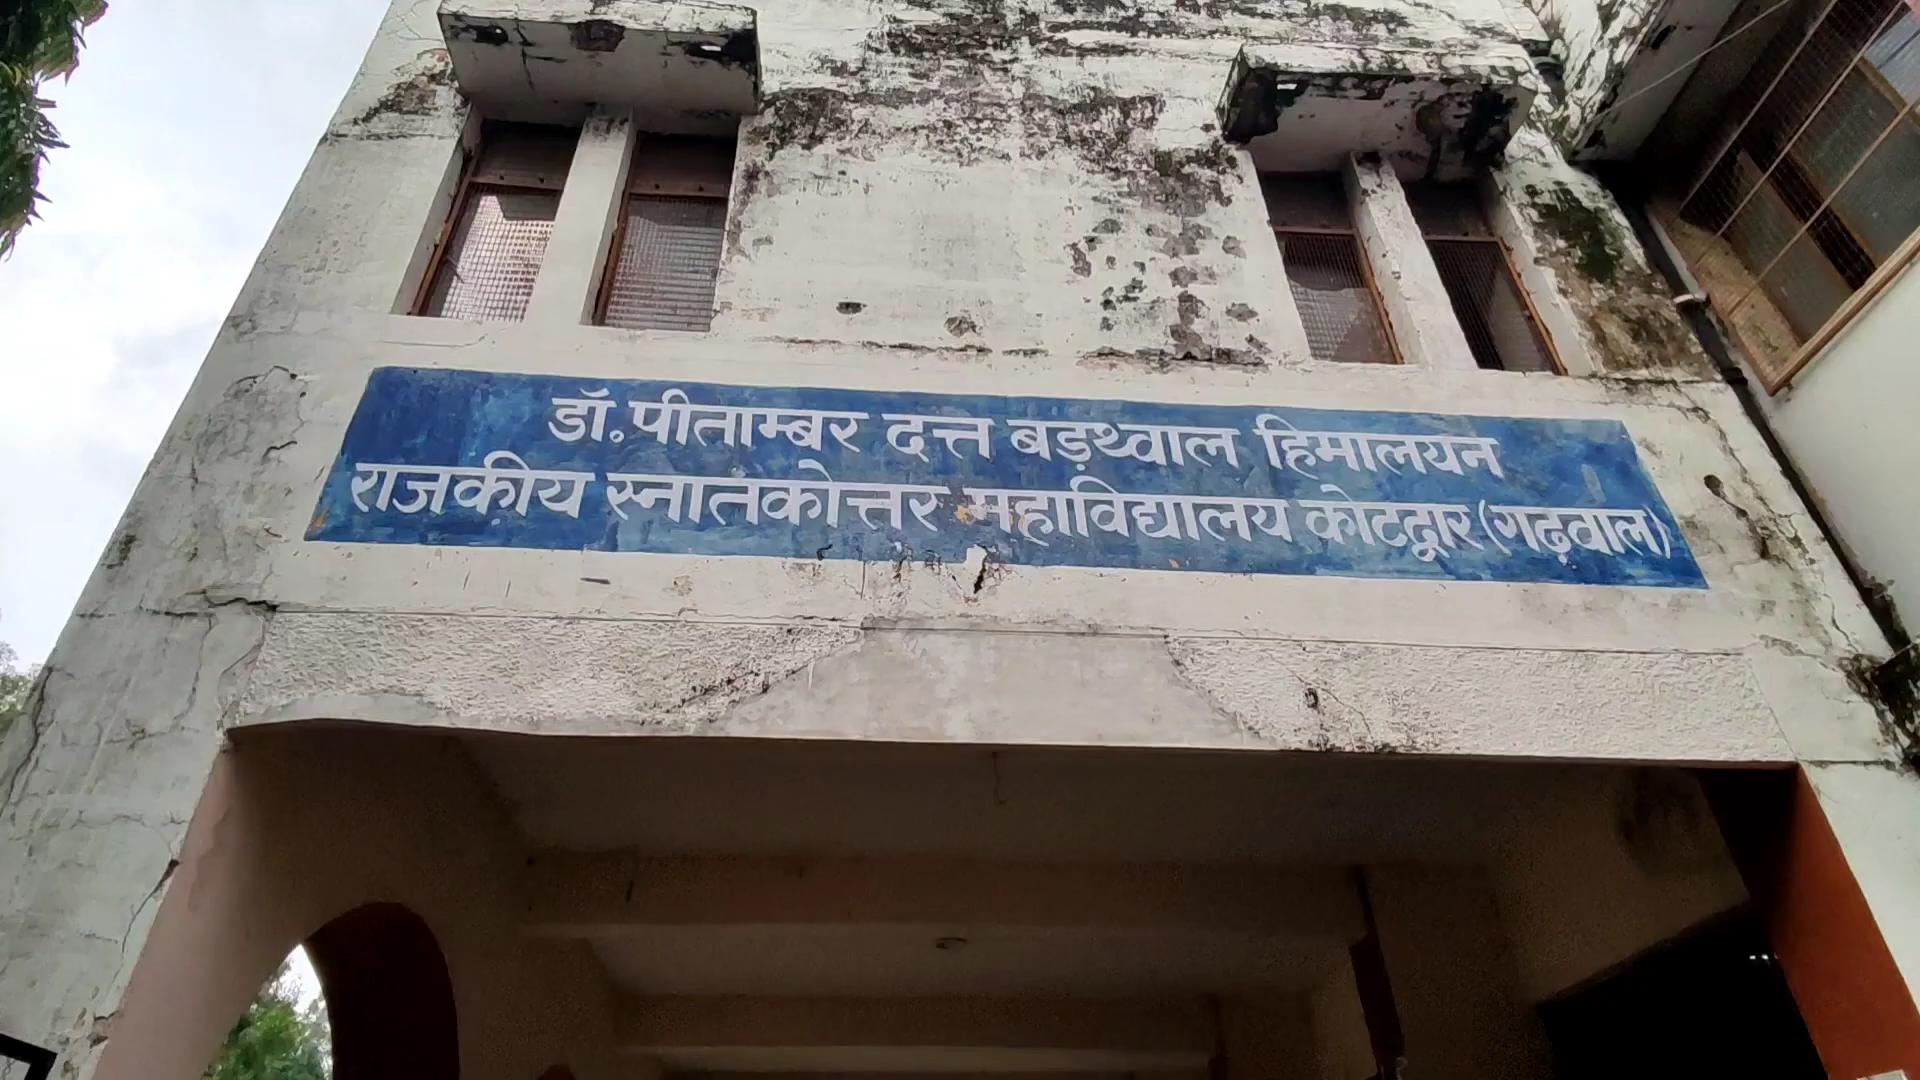 डॉ.पीताम्बर दत्त बड़थ्वाल हिमालयन
राजकीय स्नातकोत्तर महाविद्यालय कोटद्वार (गढ़वाल)